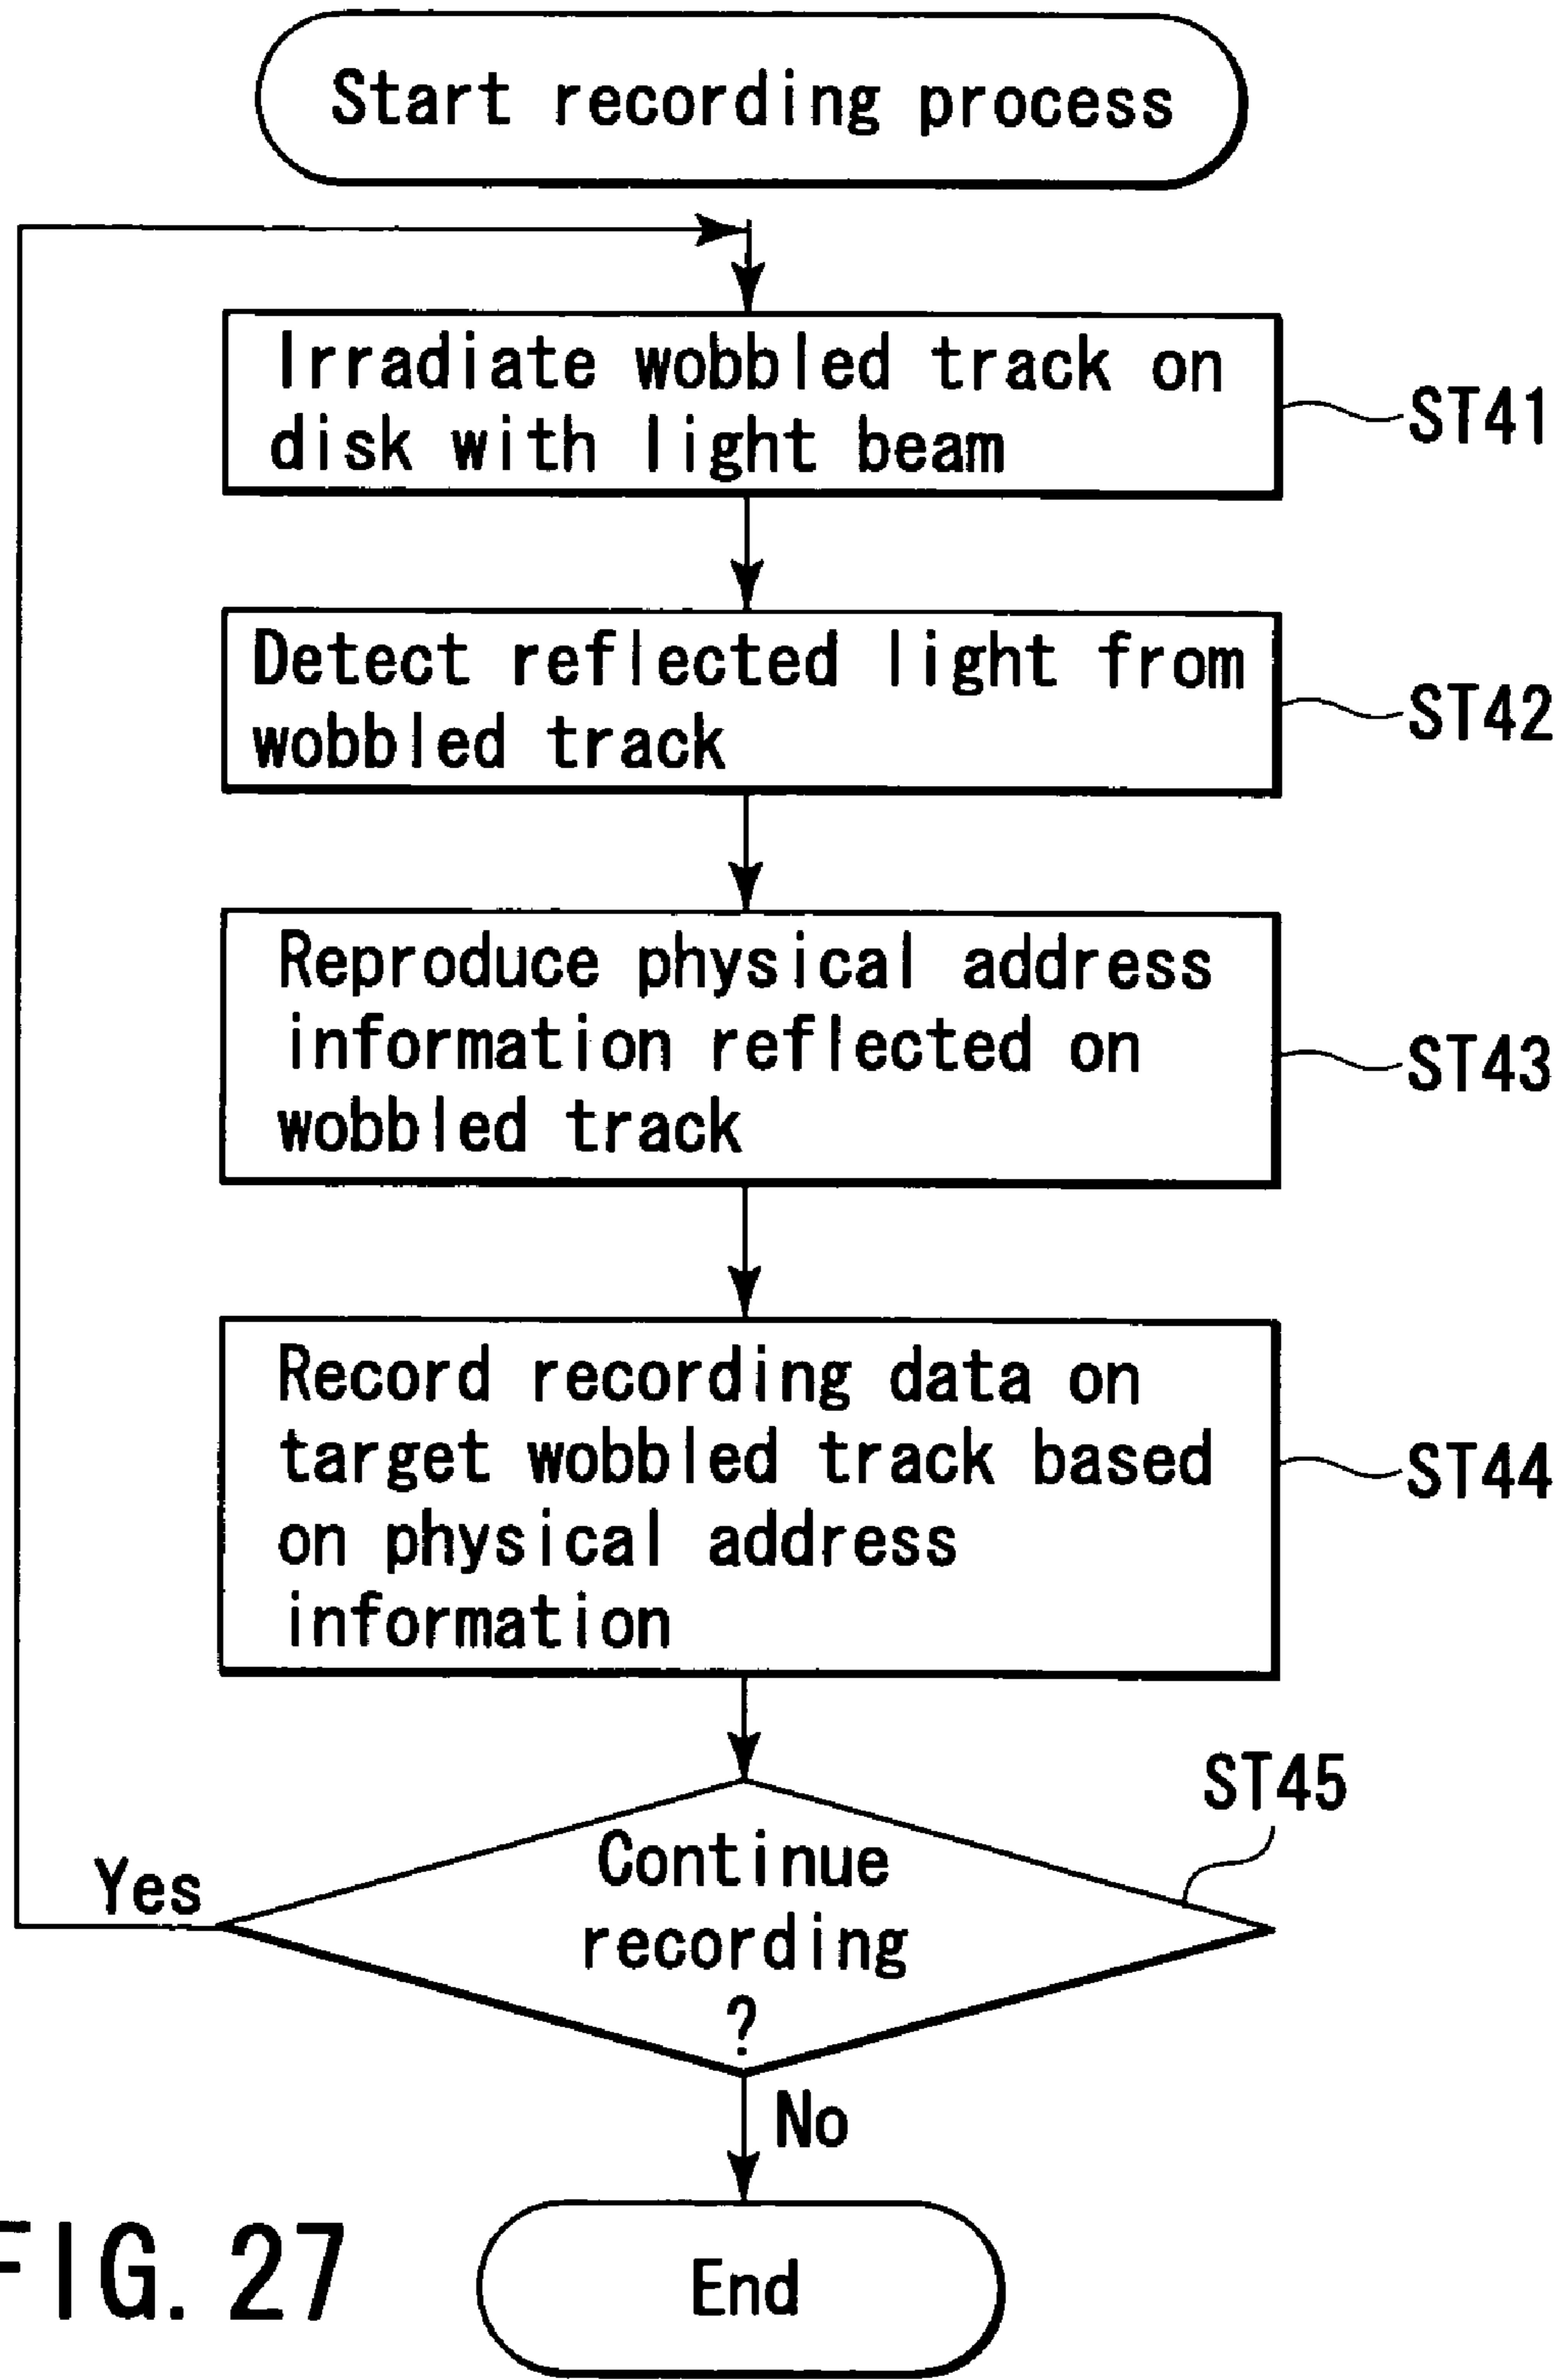 Start recording process
Irradiate wobbled track on
disk with light beam
ST41
Detect reflected light from
wobbled track
ST42
Reproduce physical address
information reflected on
wobbled track
ST43
Record recording data on
target wobbled track based
on physical address
information
ST44
ST45
Continue
recording
?
Yes
No
End
FIG. 27